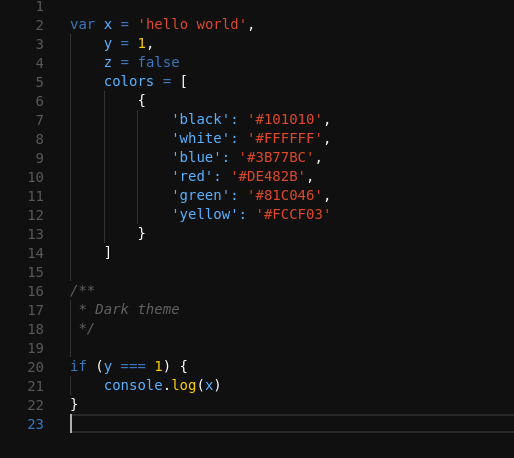 1
2 var x = 'hello world',
3     y = 1,
4     z = false
5     colors = [
6         {
7             'black': '#101010',
8             'white': '#FFFFFF',
9             'blue': '#3B77BC',
10             'red': '#DE482B',
11             'green': '#81C046',
12             'yellow': '#FCCF03'
13         }
14     ]
15
16 /**
17  * Dark theme
18  */
19
20 if (y === 1) {
21     console.log(x)
22 }
23